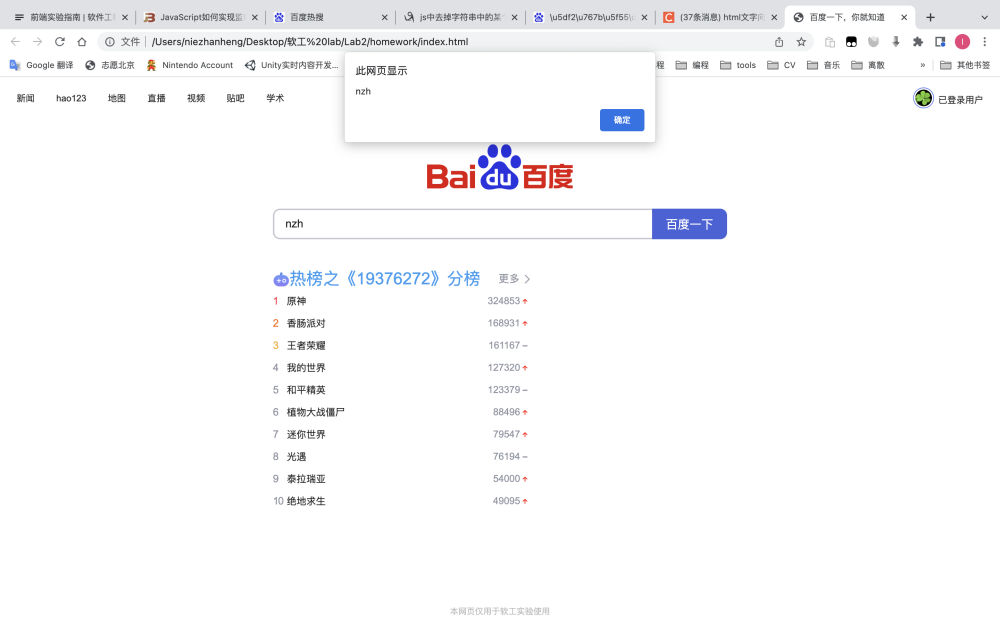 前端实验指南 | 软件工
JavaScript如何实现监
百度热搜
js中去掉字符串中的某
\u5df2\u767b\u5f55\u
(37条消息) html文字
百度一下，你就知道
文件 /Users/niezhanheng/Desktop/软工%20lab/Lab2/homework/index.html
Google 翻译 志愿北京 Nintendo Account Unity实时内容开发... 程 编程 tools CV 音乐 离散 » 其他书签
此网页显示
nzh
确定
新闻 hao123 地图 直播 视频 贴吧 学术 已登录用户
Bai du 百度
nzh 百度一下
热榜之《19376272》分榜 更多 >
1 原神 324853 ↑
2 香肠派对 168931 ↑
3 王者荣耀 161167 –
4 我的世界 127320 ↑
5 和平精英 123379 –
6 植物大战僵尸 88496 ↑
7 迷你世界 79547 ↑
8 光遇 76194 –
9 泰拉瑞亚 54000 ↑
10 绝地求生 49095 ↑
本网页仅用于软工实验使用